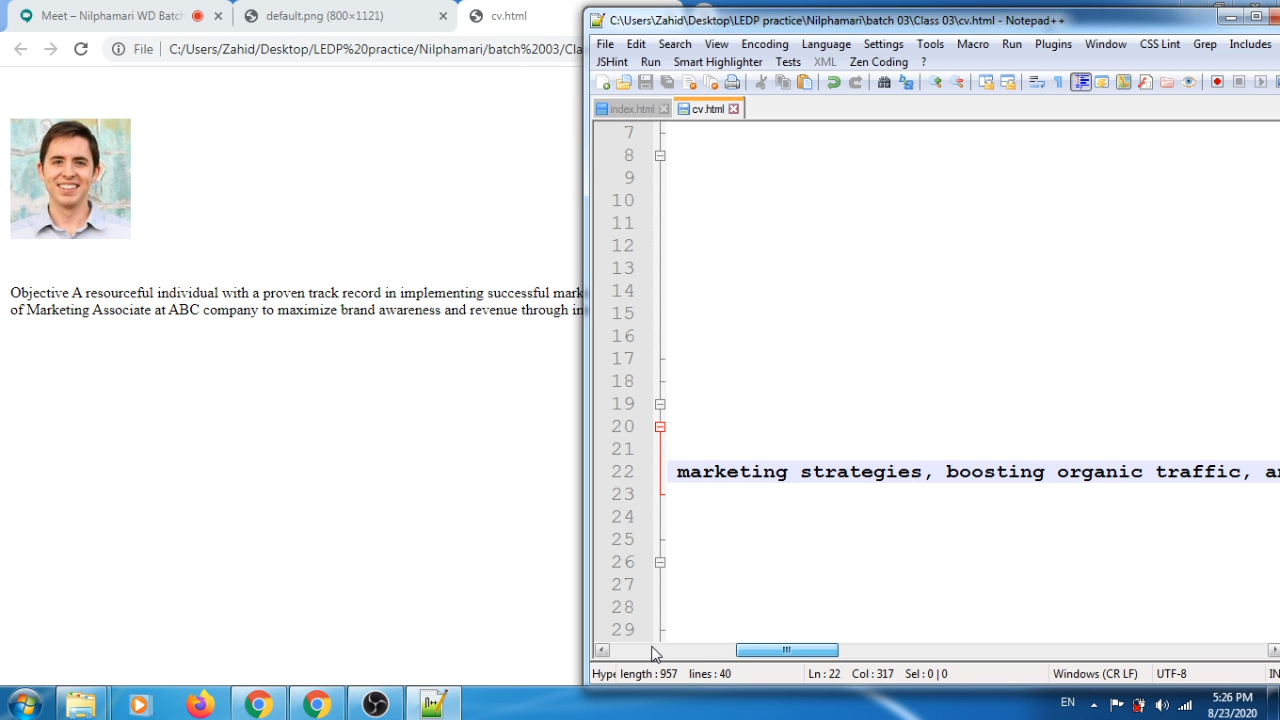 Meet – Nilphamari WD Batch
default.png (600×1121)
cv.html
File
C:/Users/Zahid/Desktop/LEDP%20practice/Nilphamari/batch%2003/Cla
C:\Users\Zahid\Desktop\LEDP practice\Nilphamari\batch 03\Class 03\cv.html - Notepad++
File Edit Search View Encoding Language Settings Tools Macro Run Plugins Window CSS Lint Grep Includes
JSHint Run Smart Highlighter Tests XML Zen Coding ?
index.html
cv.html
Objective A resourceful individual with a proven track record in implementing successful mark
of Marketing Associate at ABC company to maximize brand awareness and revenue through in
7
8
9
10
11
12
13
14
15
16
17
18
19
20
21
22 marketing strategies, boosting organic traffic, an
23
24
25
26
27
28
29
Hype length : 957 lines : 40 Ln : 22 Col : 317 Sel : 0 | 0 Windows (CR LF) UTF-8 IN
EN
5:26 PM
8/23/2020